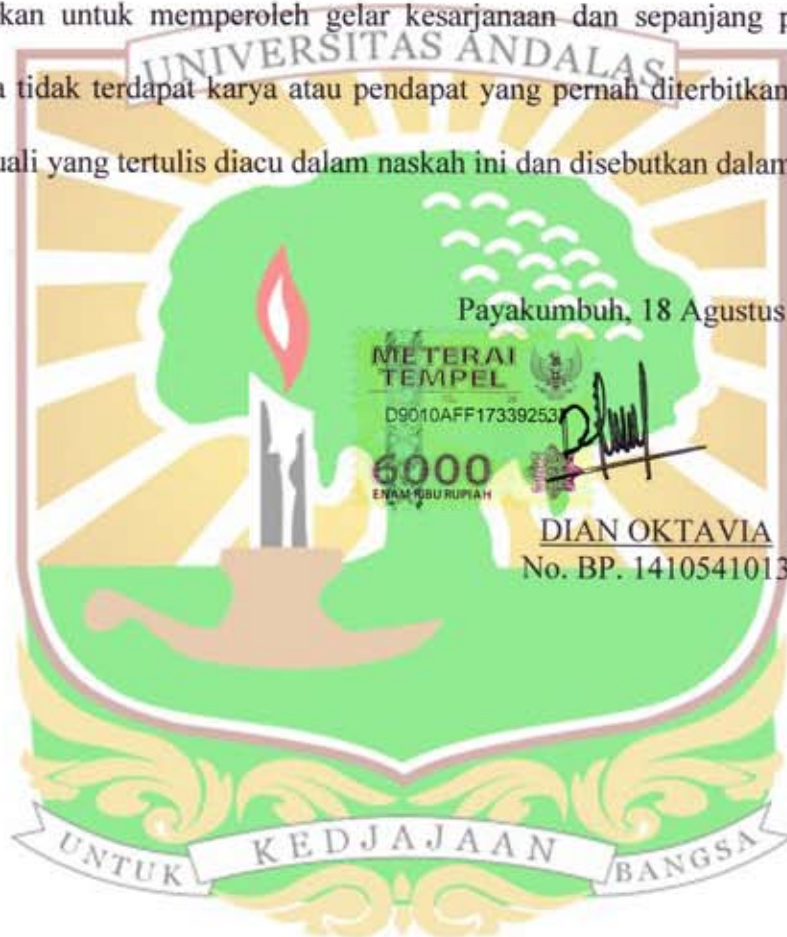 kan untuk memperoleh gelar kesarjanaan dan sepanjang p
UNIVERSITAS ANDALAS
tidak terdapat karya atau pendapat yang pernah diterbitkan
uali yang tertulis diacu dalam naskah ini dan disebutkan dalam
Payakumbuh, 18 Agustus
METERAI
TEMPEL
D9010AFF173392537
6000
ENAM RIBU RUPIAH
DIAN OKTAVIA
No. BP. 1410541013
UNTUK KEDJAJAAN BANGSA